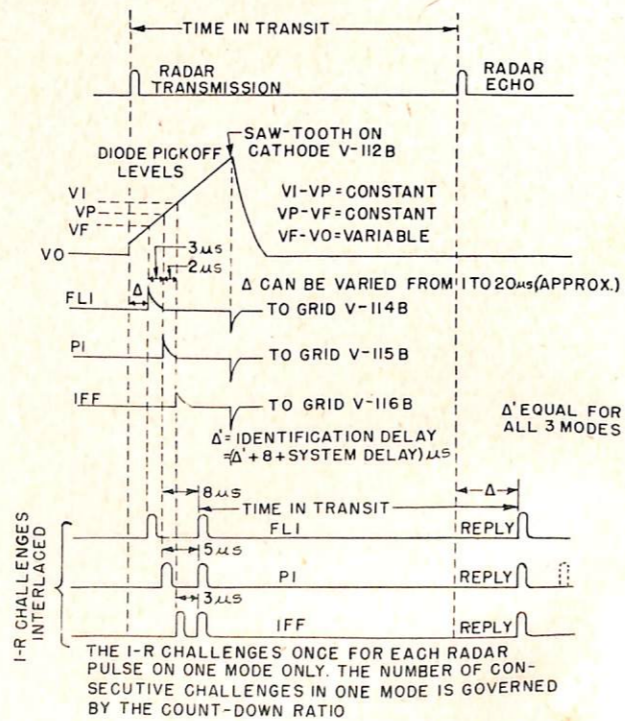 TIME IN TRANSIT
RADAR
TRANSMISSION
RADAR
ECHO
SAW-TOOTH ON
CATHODE V-112B
DIODE PICKOFF
LEVELS
VI
VP
VF
VO
VI-VP=CONSTANT
VP-VF=CONSTANT
VF-VO=VARIABLE
3μs
2μs
Δ CAN BE VARIED FROM 1 TO 20μs(APPROX.)
FLI
Δ
TO GRID V-114B
PI
TO GRID V-115B
IFF
TO GRID V-116B
Δ' EQUAL FOR
ALL 3 MODES
Δ'= IDENTIFICATION DELAY
=(Δ'+8+SYSTEM DELAY)μs
8μs
Δ
TIME IN TRANSIT
FLI
REPLY
5μs
PI
REPLY
3μs
IFF
REPLY
I-R CHALLENGES
INTERLACED
THE I-R CHALLENGES ONCE FOR EACH RADAR
PULSE ON ONE MODE ONLY. THE NUMBER OF CON-
SECUTIVE CHALLENGES IN ONE MODE IS GOVERNED
BY THE COUNT-DOWN RATIO